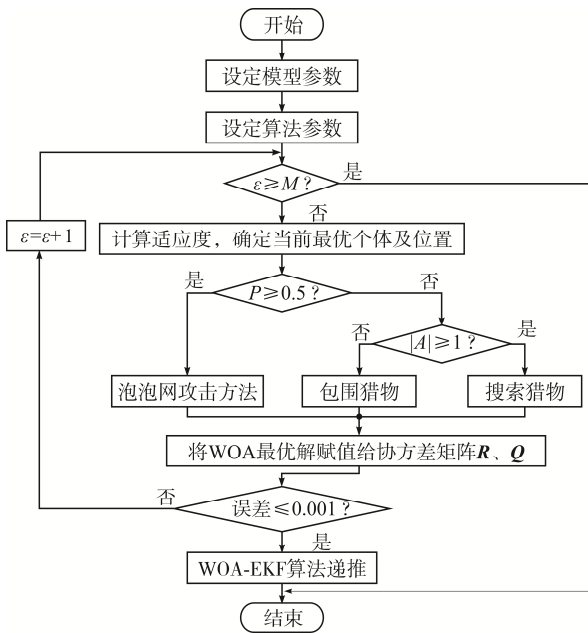 开始
设定模型参数
设定算法参数
ε≥M? 是
否
ε=ε+1
计算适应度，确定当前最优个体及位置
是 P≥0.5? 否
否 |A|≥1? 是
泡泡网攻击方法 包围猎物 搜索猎物
将WOA最优解赋值给协方差矩阵R、Q
否 误差≤0.001?
是
WOA-EKF算法递推
结束